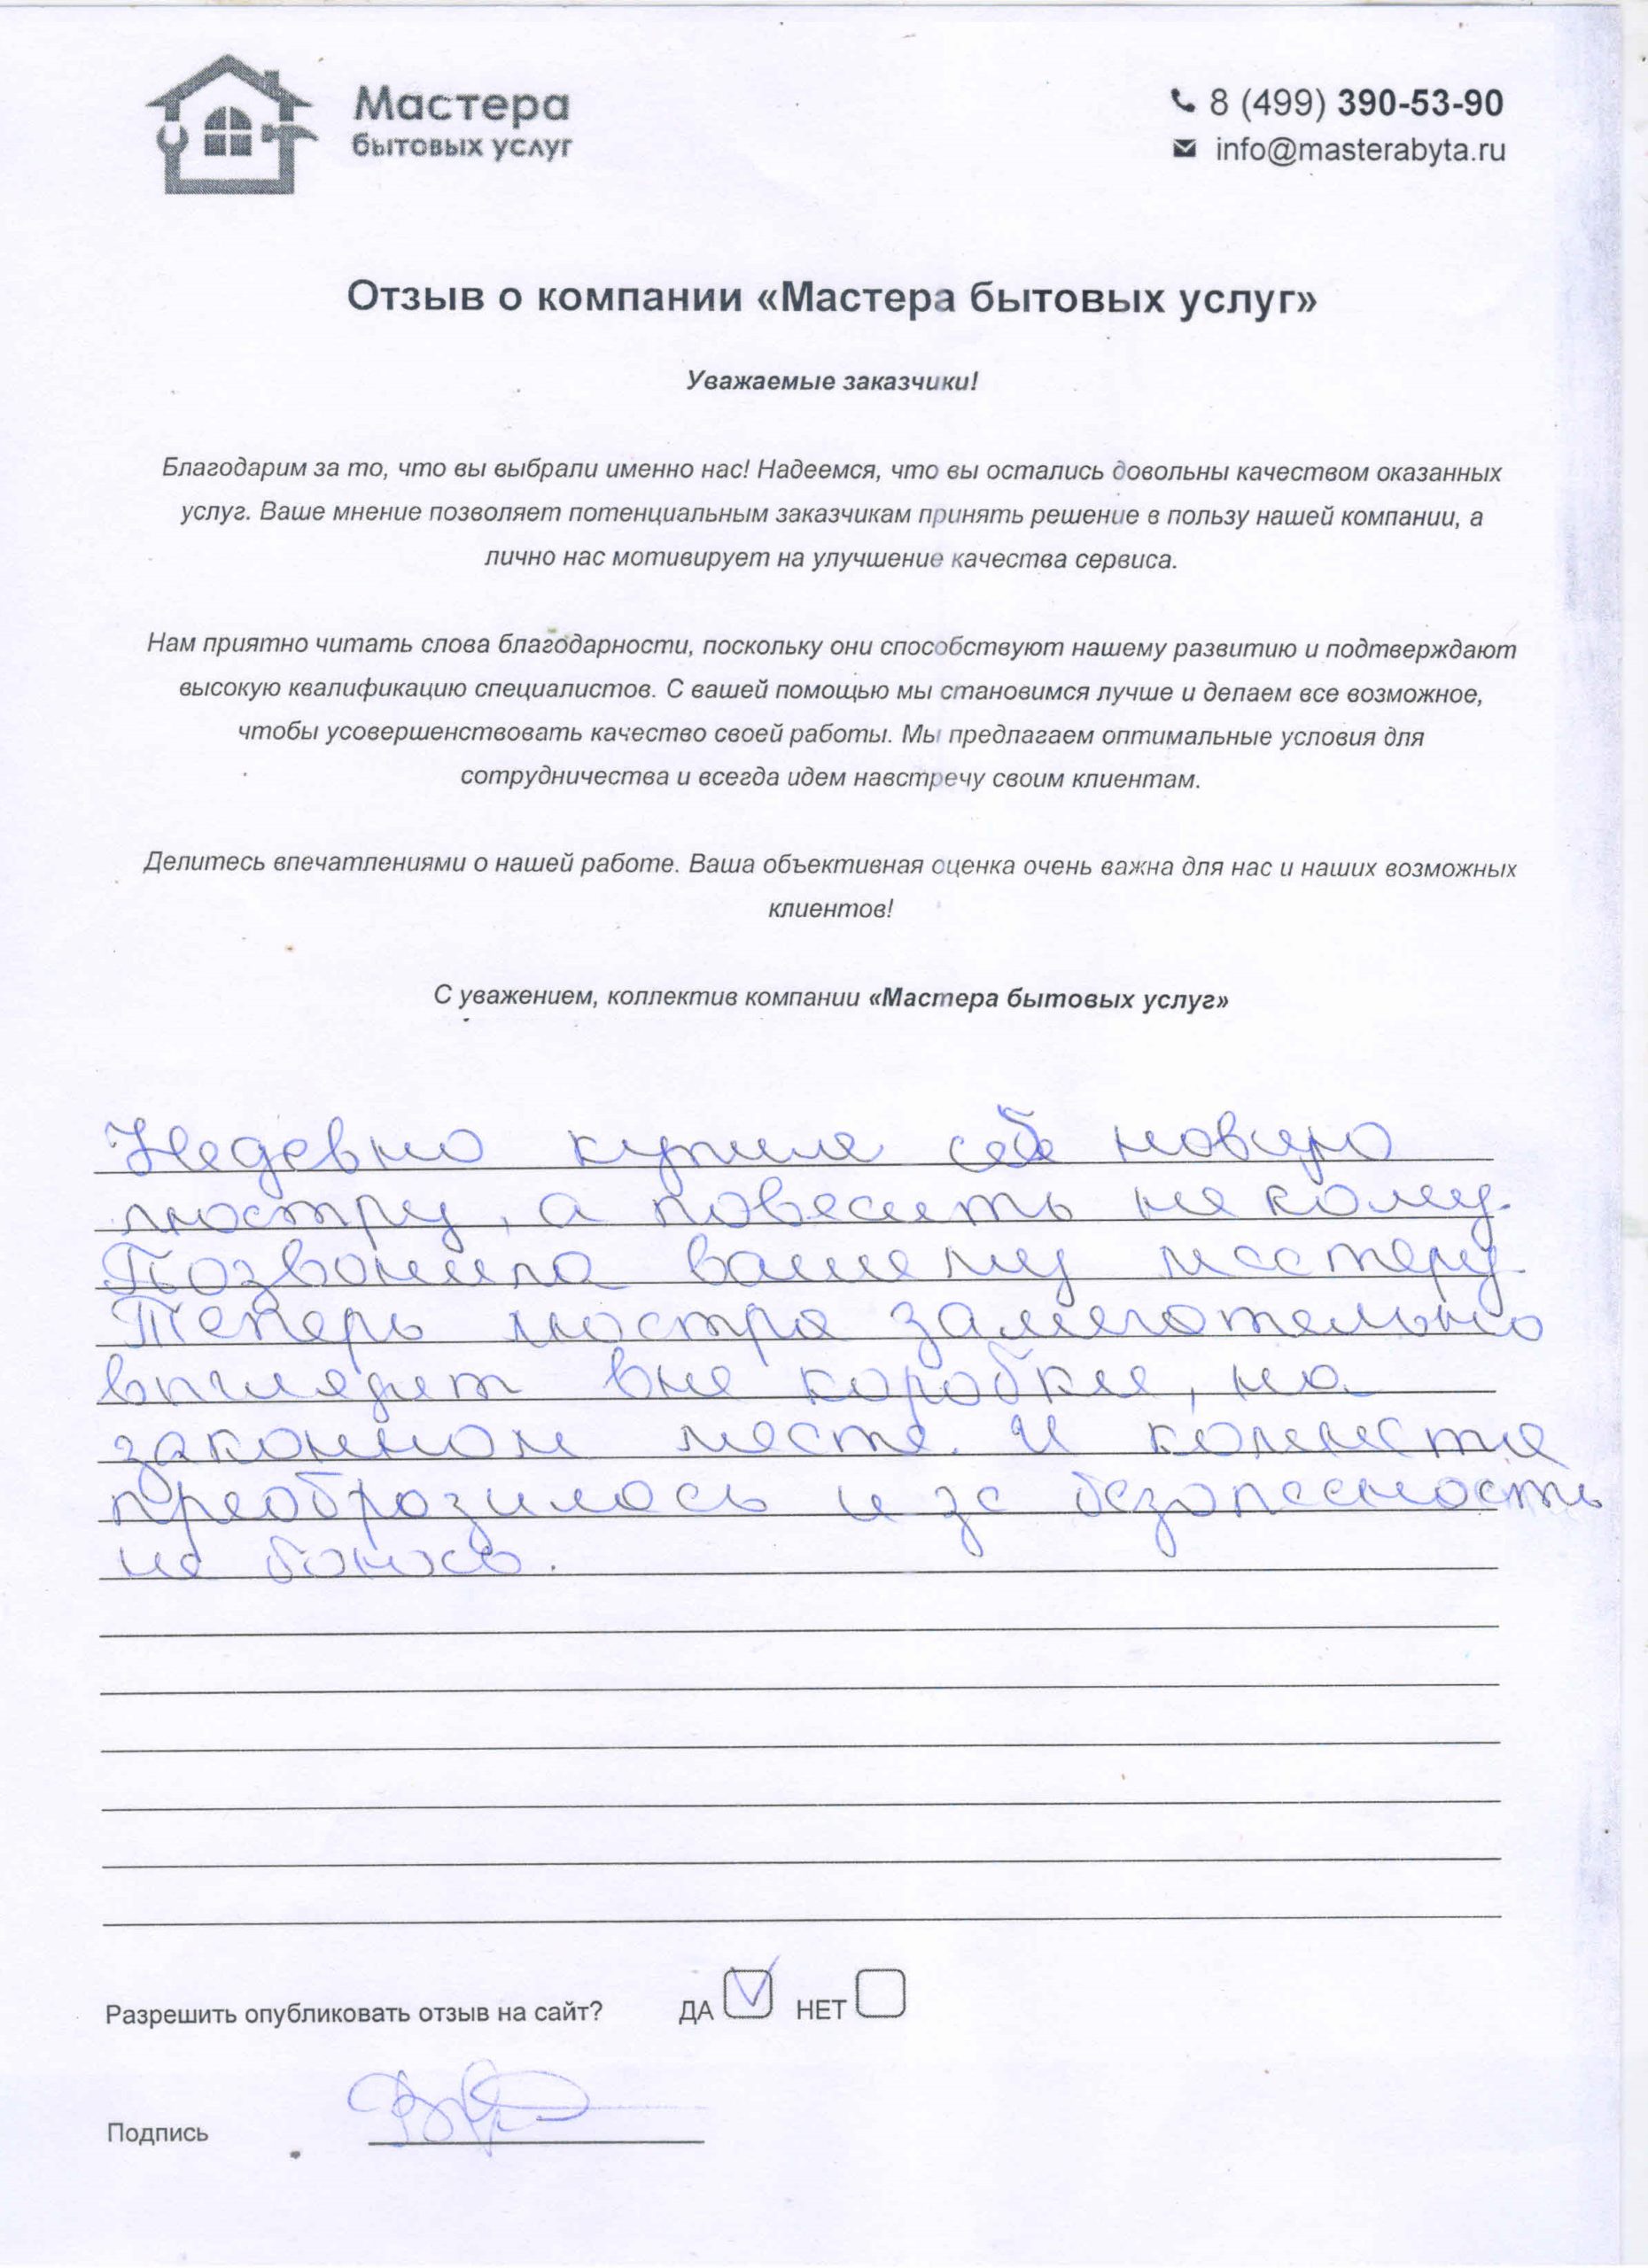 Мастера
бытовых услуг
8 (499) 390-53-90
info@masterabyta.ru
Отзыв о компании «Мастера бытовых услуг»
Уважаемые заказчики!
Благодарим за то, что вы выбрали именно нас! Надеемся, что вы остались довольны качеством оказанных
услуг. Ваше мнение позволяет потенциальным заказчикам принять решение в пользу нашей компании, а
лично нас мотивирует на улучшение качества сервиса.
Нам приятно читать слова благодарности, поскольку они способствуют нашему развитию и подтверждают
высокую квалификацию специалистов. С вашей помощью мы становимся лучше и делаем все возможное,
чтобы усовершенствовать качество своей работы. Мы предлагаем оптимальные условия для
сотрудничества и всегда идем навстречу своим клиентам.
Делитесь впечатлениями о нашей работе. Ваша объективная оценка очень важна для нас и наших возможных
клиентов!
С уважением, коллектив компании «Мастера бытовых услуг»
Недавно купила себе новую
люстру, а повесить не кому.
Позвонила вашему мастеру.
Теперь люстра замечательно
выглядит вне коробки, на
законном месте. И комната
преобразилась и за безопасность
не боюсь.
Разрешить опубликовать отзыв на сайт? ДА НЕТ
Подпись